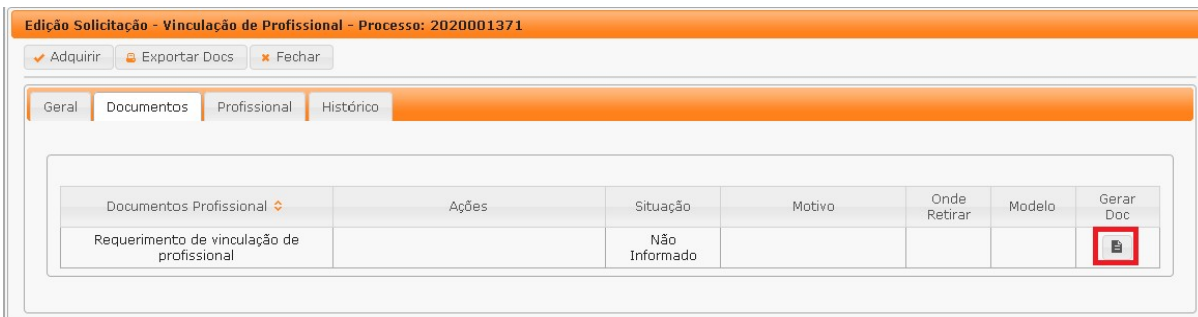 Edição Solicitação - Vinculação de Profissional - Processo: 2020001371
Adquirir Exportar Docs Fechar
Geral Documentos Profissional Histórico
Documentos Profissional Ações Situação Motivo Onde Retirar Modelo Gerar Doc
Requerimento de vinculação de profissional Não Informado